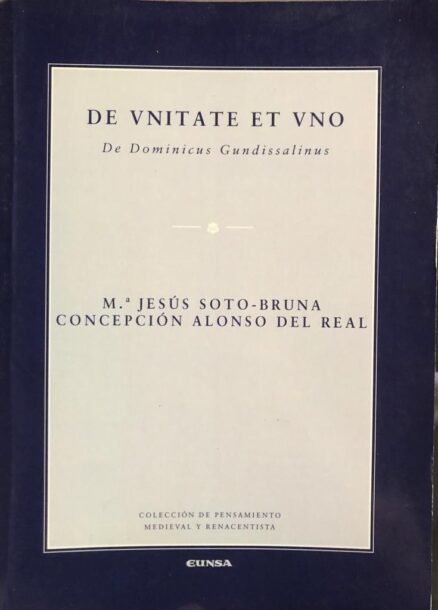 DE VNITATE ET VNO
De Dominicus Gundissalinus
M.ª JESÚS SOTO-BRUNA
CONCEPCIÓN ALONSO DEL REAL
COLECCIÓN DE PENSAMIENTO
MEDIEVAL Y RENACENTISTA
EUNSA